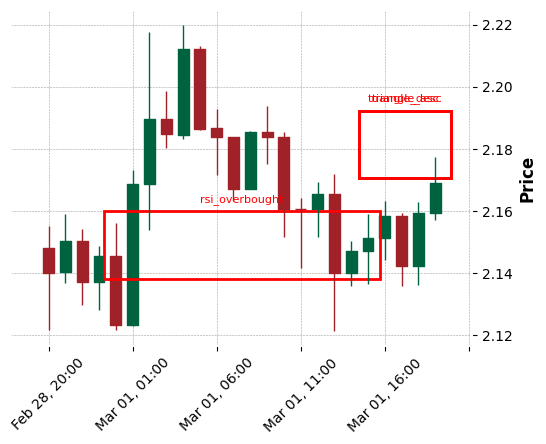 2.22
2.20
2.18
2.16
2.14
2.12
Price
rsi_overbought
Feb 28, 20:00
Mar 01, 01:00
Mar 01, 06:00
Mar 01, 11:00
Mar 01, 16:00